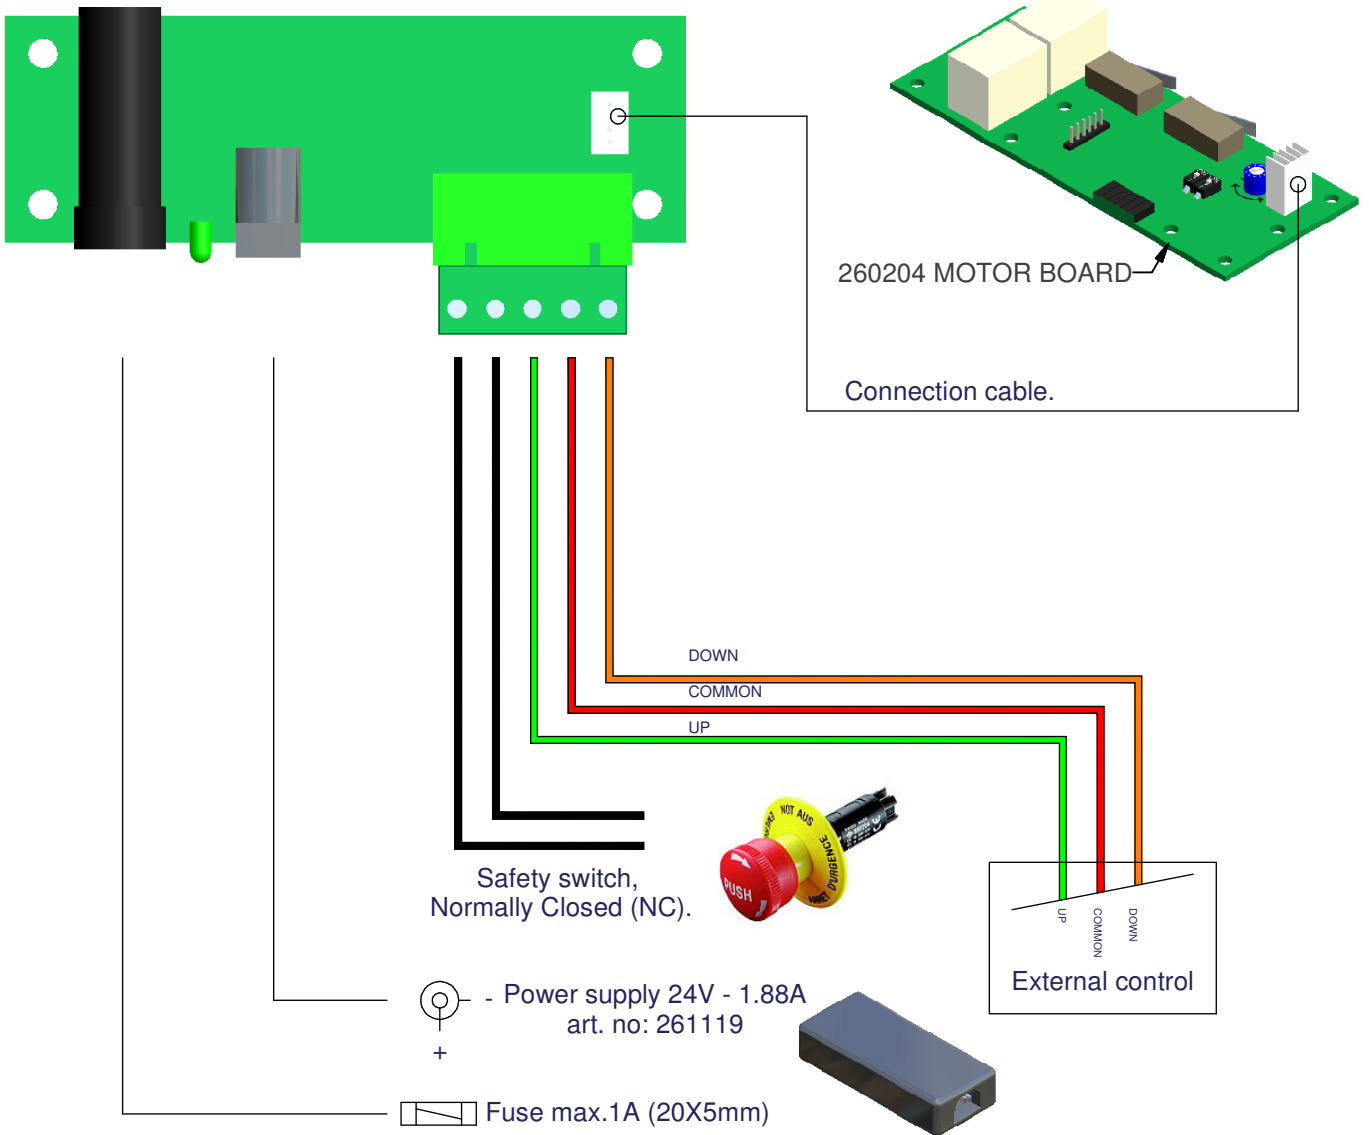 260204 MOTOR BOARD
Connection cable.
DOWN
COMMON
UP
NOT AUS
D'URGENCE
ARRET
PUSH
Safety switch,
Normally Closed (NC).
UP
COMMON
DOWN
External control
- Power supply 24V - 1.88A
art. no: 261119
+
Fuse max.1A (20X5mm)